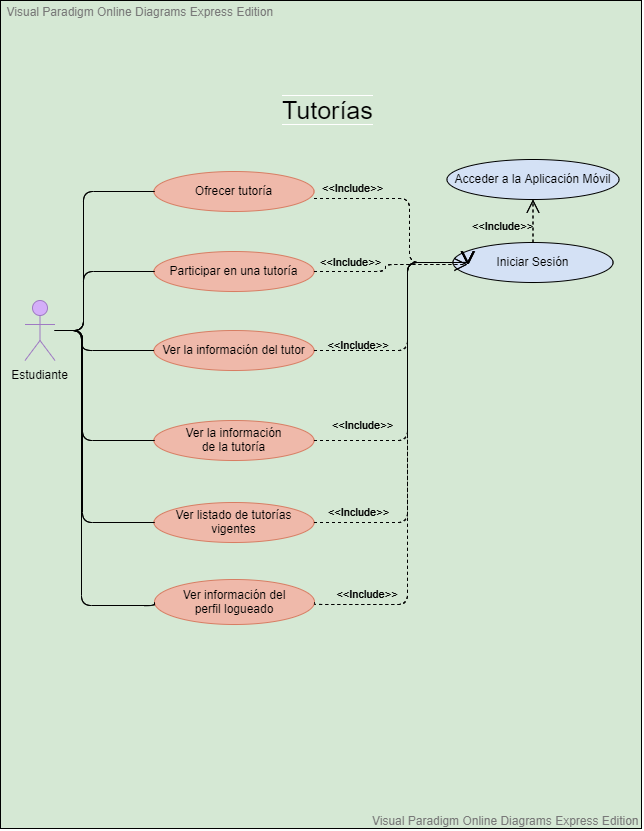 Visual Paradigm Online Diagrams Express Edition
Tutorías
Ofrecer tutoría
<<Include>>
Acceder a la Aplicación Móvil
<<Include>>
Participar en una tutoría
<<Include>>
Iniciar Sesión
Ver la información del tutor
<<Include>>
Estudiante
Ver la información
de la tutoría
<<Include>>
Ver listado de tutorías
vigentes
<<Include>>
Ver información del
perfil logueado
<<Include>>
Visual Paradigm Online Diagrams Express Edition